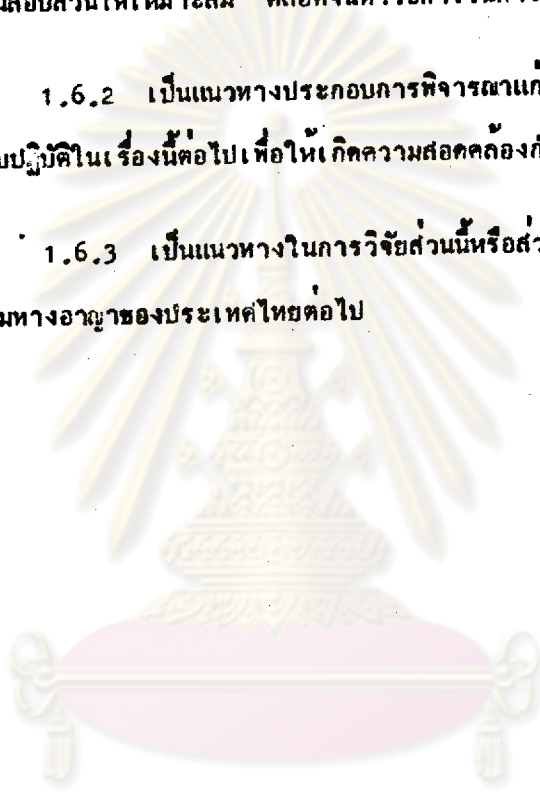 1.6.2 เป็นแนวทางประกอบการพิจารณาแก้
บปฏิบัติในเรื่องนี้ต่อไปเพื่อให้เกิดความสอดคล้องกั
1.6.3 เป็นแนวทางในการวิจัยส่วนนี้หรือส่ว
มทางอาญาของประเทศไทยต่อไป